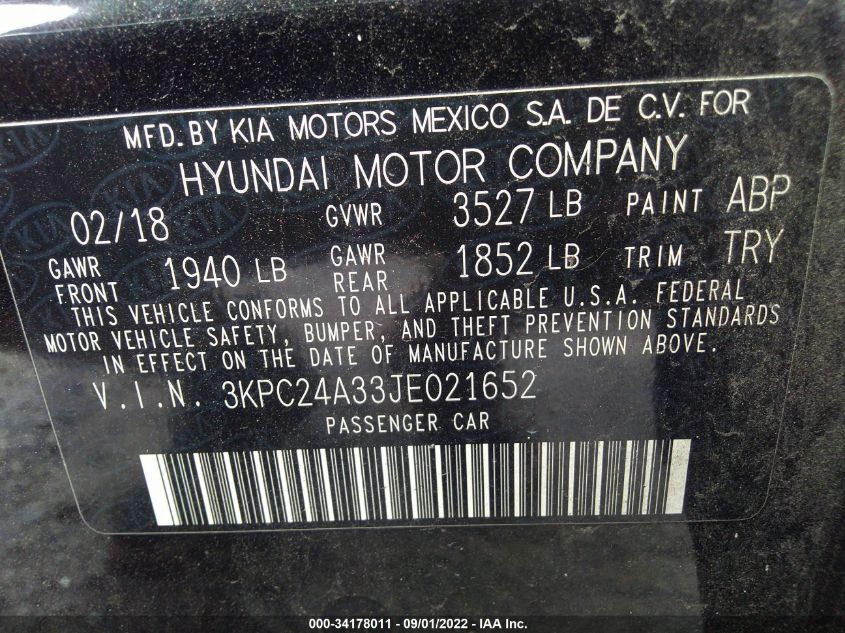 MFD. BY KIA MOTORS MEXICO S.A. DE C.V. FOR
HYUNDAI MOTOR COMPANY
02/18 GVWR 3527 LB PAINT ABP
GAWR FRONT 1940 LB GAWR REAR 1852 LB TRIM TRY
THIS VEHICLE CONFORMS TO ALL APPLICABLE U.S.A. FEDERAL
MOTOR VEHICLE SAFETY, BUMPER, AND THEFT PREVENTION STANDARDS
IN EFFECT ON THE DATE OF MANUFACTURE SHOWN ABOVE.
V.I.N. 3KPC24A33JE021652
PASSENGER CAR
000-34178011 - 09/01/2022 - IAA Inc.